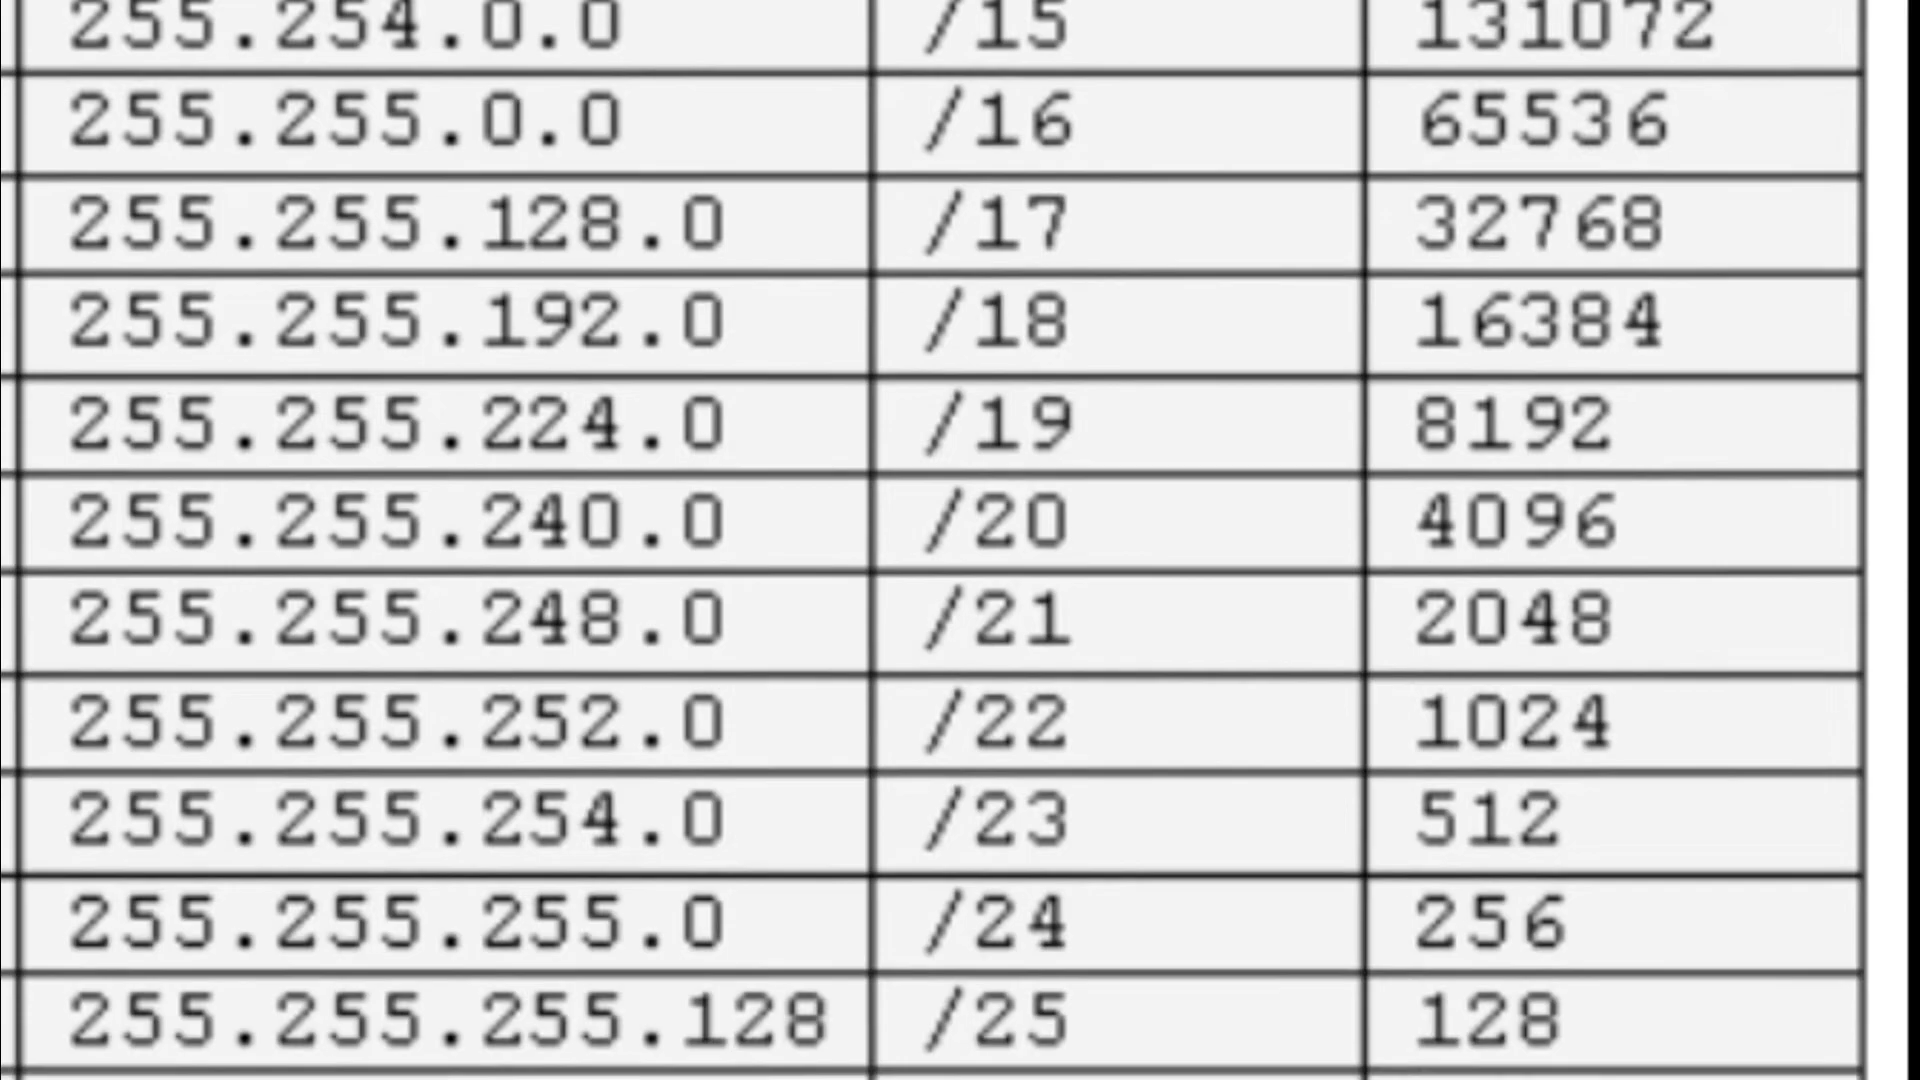 255.254.0.0 /15 131072
255.255.0.0 /16 65536
255.255.128.0 /17 32768
255.255.192.0 /18 16384
255.255.224.0 /19 8192
255.255.240.0 /20 4096
255.255.248.0 /21 2048
255.255.252.0 /22 1024
255.255.254.0 /23 512
255.255.255.0 /24 256
255.255.255.128 /25 128